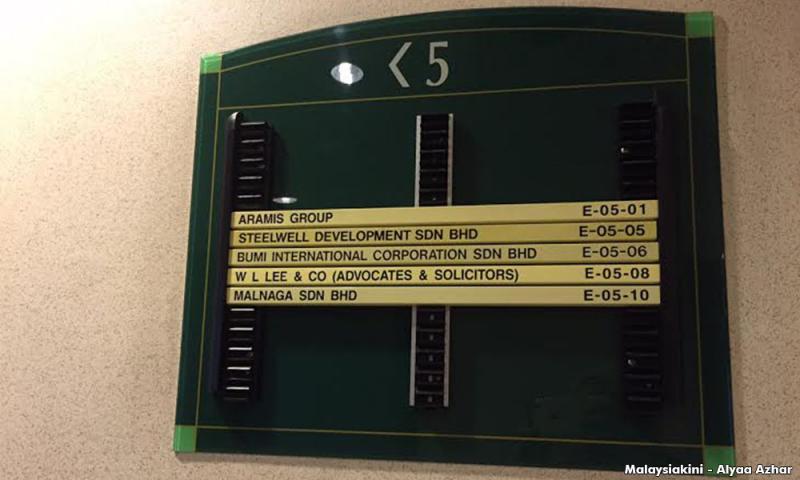 < 5
ARAMIS GROUP E-05-01
STEELWELL DEVELOPMENT SDN BHD E-05-05
BUMI INTERNATIONAL CORPORATION SDN BHD E-05-06
W L LEE & CO (ADVOCATES & SOLICITORS) E-05-08
MALNAGA SDN BHD E-05-10
Malaysiakini - Alyaa Azhar